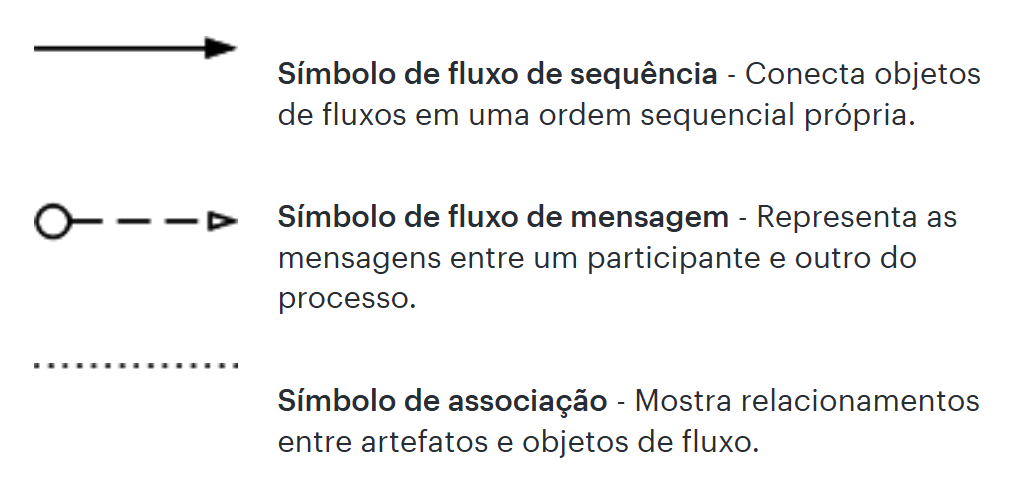 Símbolo de fluxo de sequência - Conecta objetos
de fluxos em uma ordem sequencial própria.
Símbolo de fluxo de mensagem - Representa as
mensagens entre um participante e outro do
processo.
Símbolo de associação - Mostra relacionamentos
entre artefatos e objetos de fluxo.